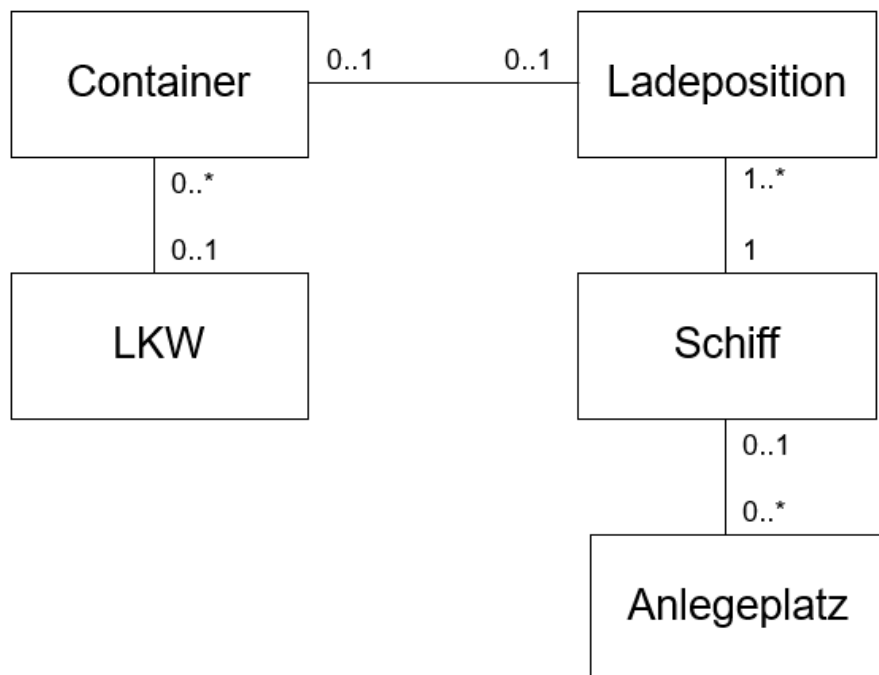 Container
0..1
0..1
Ladeposition
0..*
1..*
0..1
1
LKW
Schiff
0..1
0..*
Anlegeplatz